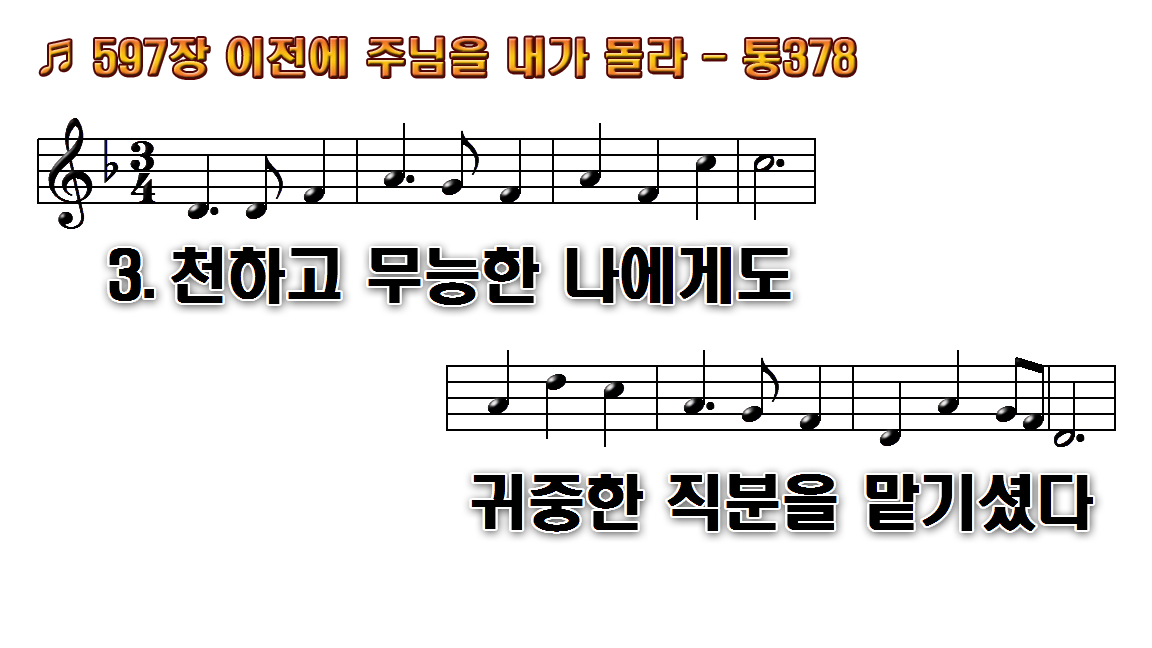 ♬ 597장 이전에 주님을 내가 몰라 - 통378
3
4
3. 천하고 무능한 나에게도
귀중한 직분을 맡기셨다